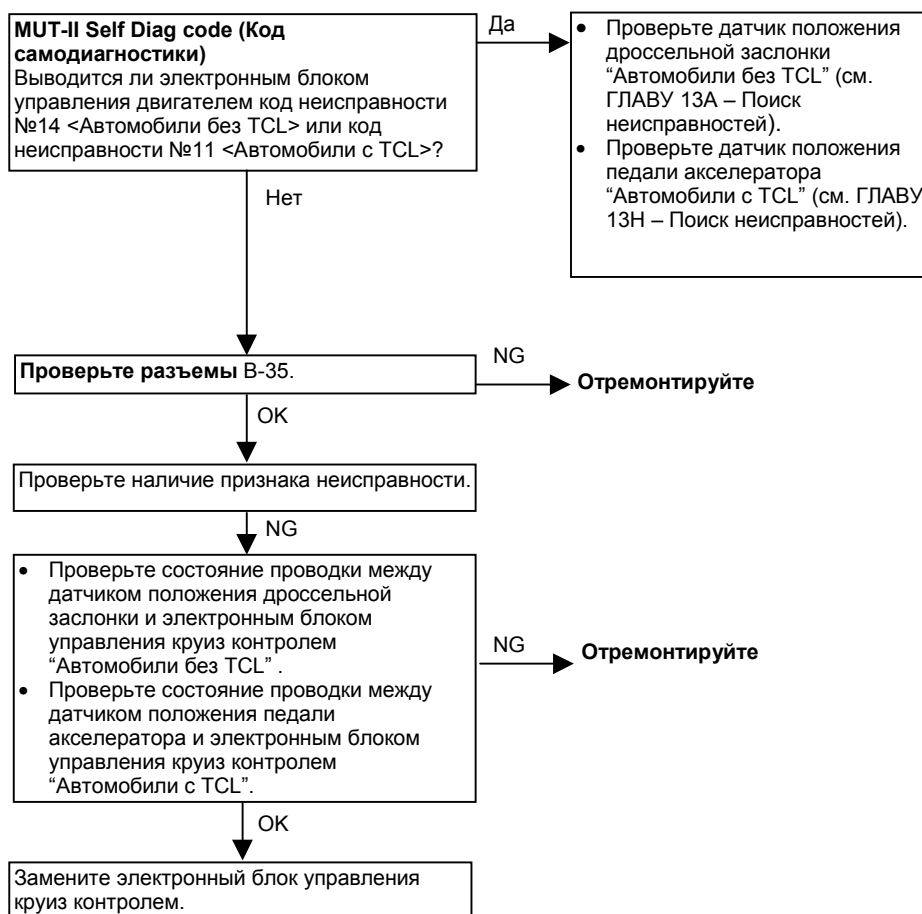 MUT-II Self Diag code (Код
самодиагностики)
Выводится ли электронным блоком
управления двигателем код неисправности
№14 <Автомобили без TCL> или код
неисправности №11 <Автомобили с TCL>?
Да
• Проверьте датчик положения
дроссельной заслонки
“Автомобили без TCL” (см.
ГЛАВУ 13А – Поиск
неисправностей).
• Проверьте датчик положения
педали акселератора
“Автомобили с TCL” (см. ГЛАВУ
13H – Поиск неисправностей).
Нет
Проверьте разъемы В-35.
NG
Отремонтируйте
OK
Проверьте наличие признака неисправности.
NG
• Проверьте состояние проводки между
датчиком положения дроссельной
заслонки и электронным блоком
управления круиз контролем
“Автомобили без TCL” .
• Проверьте состояние проводки между
датчиком положения педали
акселератора и электронным блоком
управления круиз контролем
“Автомобили с TCL”.
NG
Отремонтируйте
OK
Замените электронный блок управления
круиз контролем.